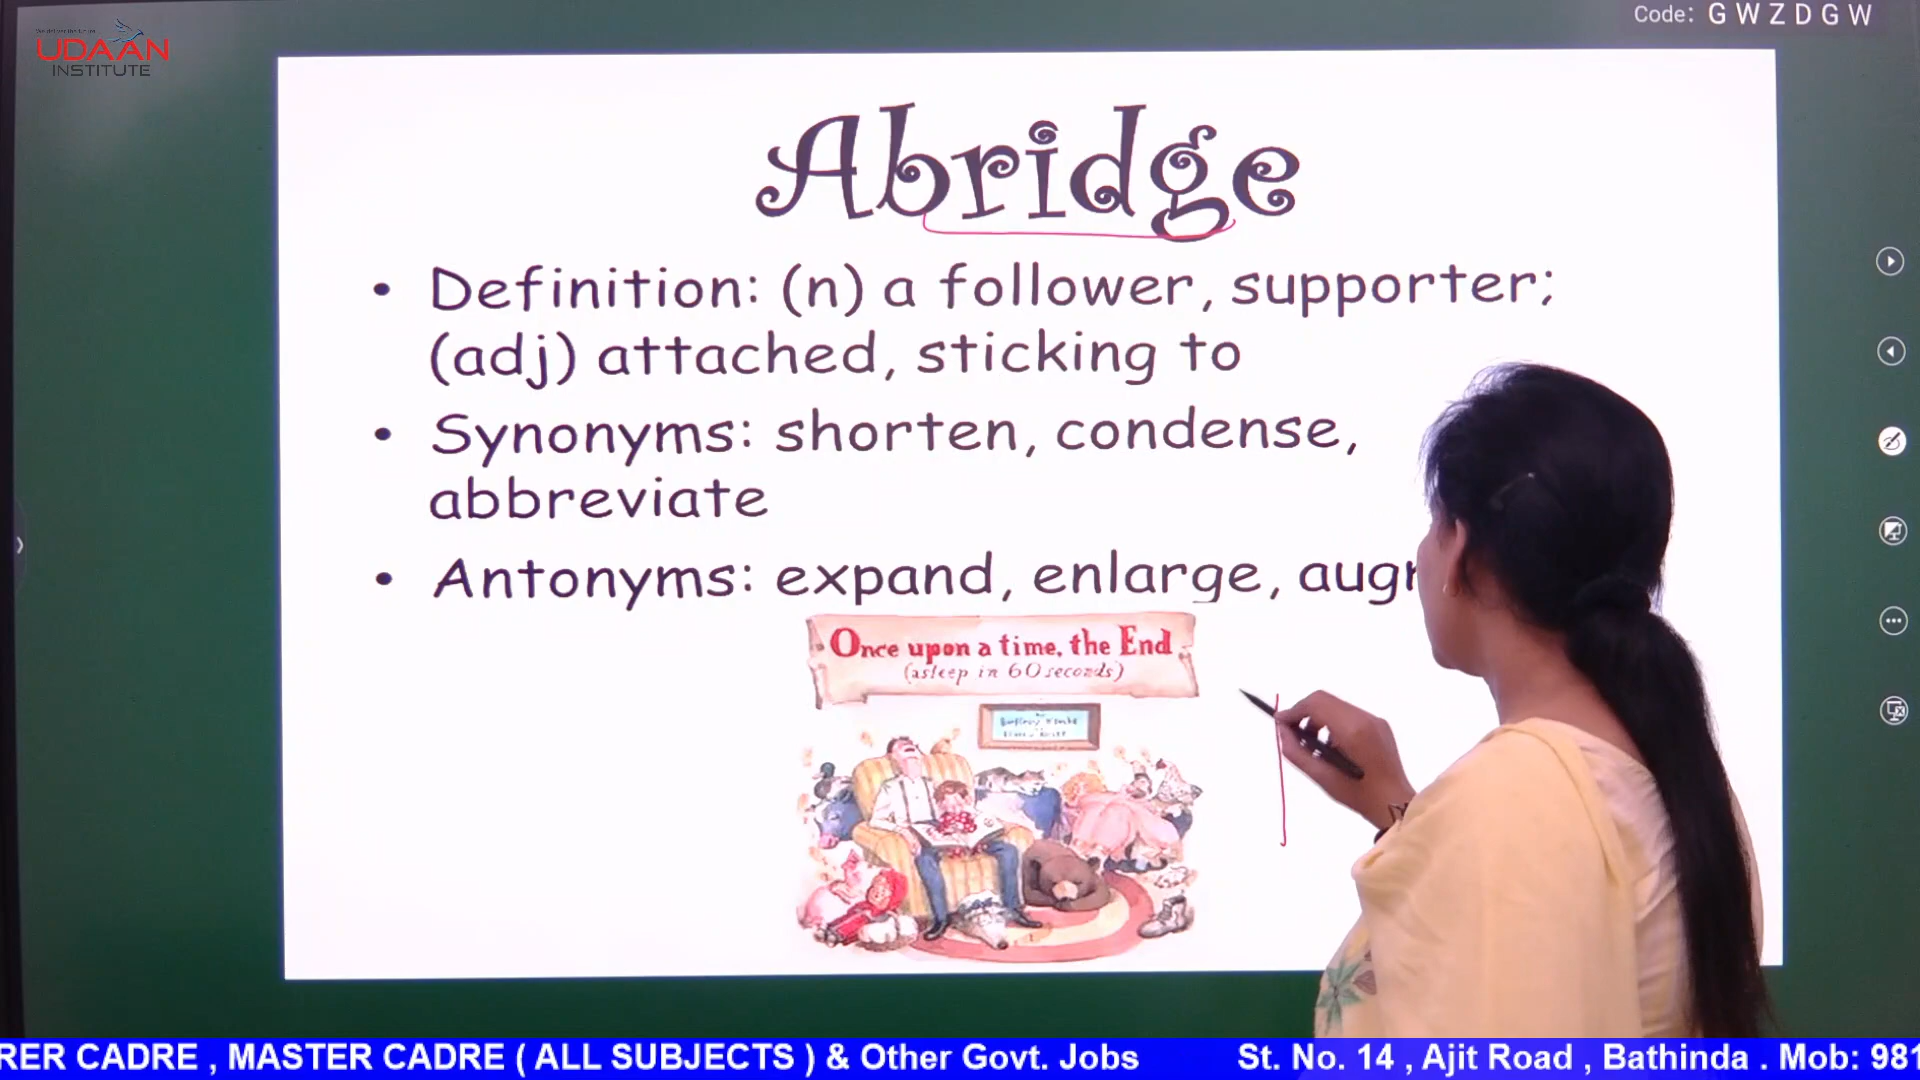 Code: GWZDGW
UDAAN
INSTITUTE
Abridge
• Definition: (n) a follower, supporter;
(adj) attached, sticking to
• Synonyms: shorten, condense,
abbreviate
• Antonyms: expand, enlarge,
Once upon a time, the End
(asleep in 60 seconds)
RER CADRE , MASTER CADRE ( ALL SUBJECTS ) & Other Govt. Jobs St. No. 14 , Ajit Road , Bathinda . Mob: 981